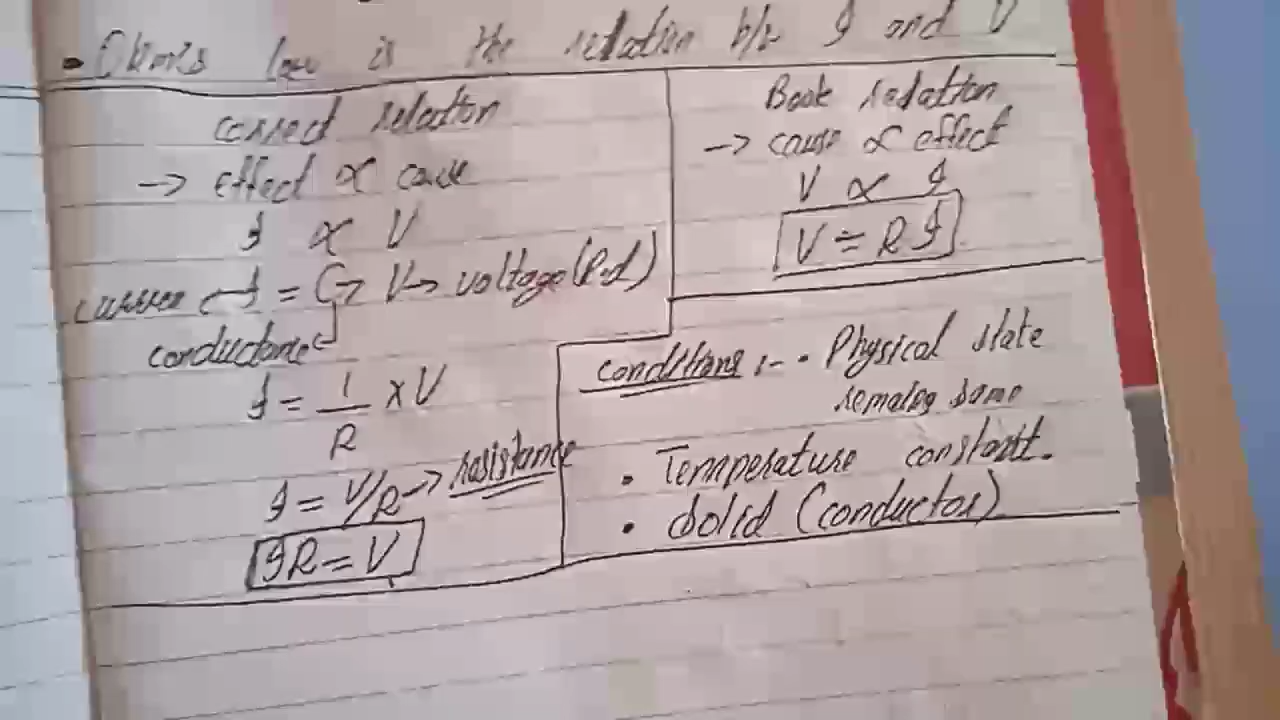 • Ohm's law is the relation b/w I and V
correct relation
→ effect ∝ cause
I ∝ V
current ← I = G → V → voltage (P.d)
conductance
I = 1/R × V
I = V/R → resistance
IR = V
Book relation
→ cause ∝ effect
V ∝ I
V = RI
conditions :- • Physical state
remaing same
• Temperature constant.
• Solid (conductor)